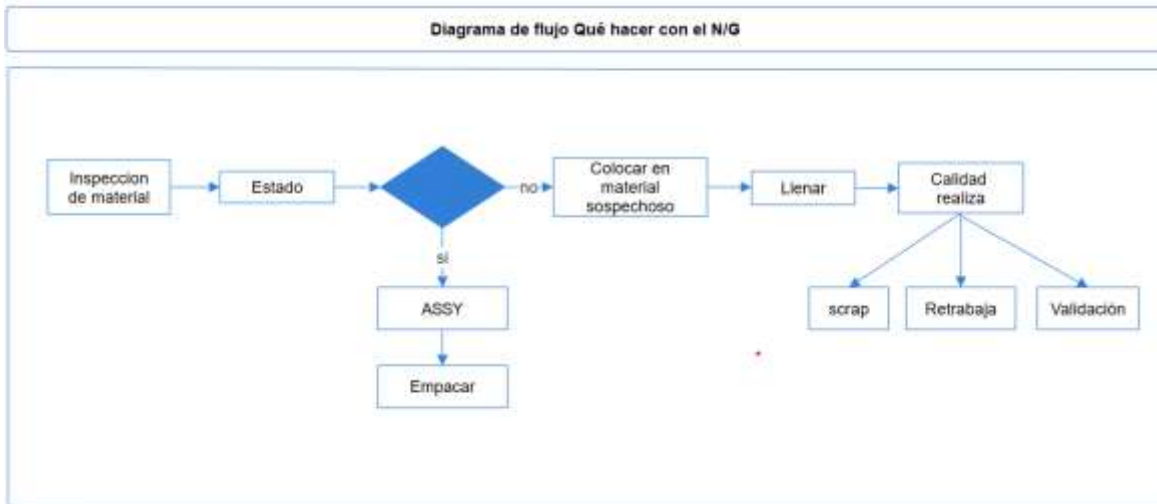 Diagrama de flujo Qué hacer con el N/G
Inspeccion
de material
Estado
no
Colocar en
material
sospechoso
Llenar
Calidad
realiza
si
ASSY
Empacar
scrap
Retrabaja
Validación